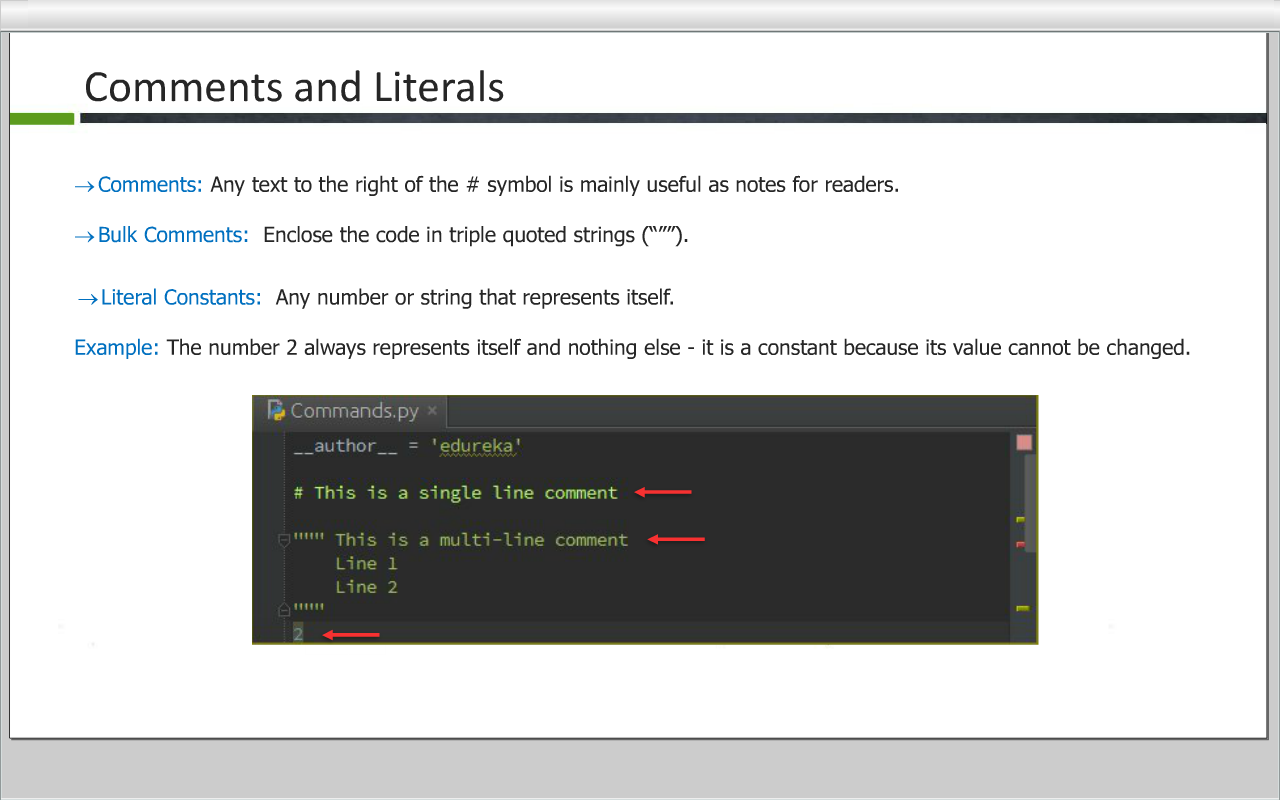 Comments and Literals
→Comments: Any text to the right of the # symbol is mainly useful as notes for readers.
→Bulk Comments: Enclose the code in triple quoted strings (“””).
→Literal Constants: Any number or string that represents itself.
Example: The number 2 always represents itself and nothing else - it is a constant because its value cannot be changed.
Commands.py ×
__author__ = 'edureka'
# This is a single line comment
""" This is a multi-line comment
Line 1
Line 2
"""
2